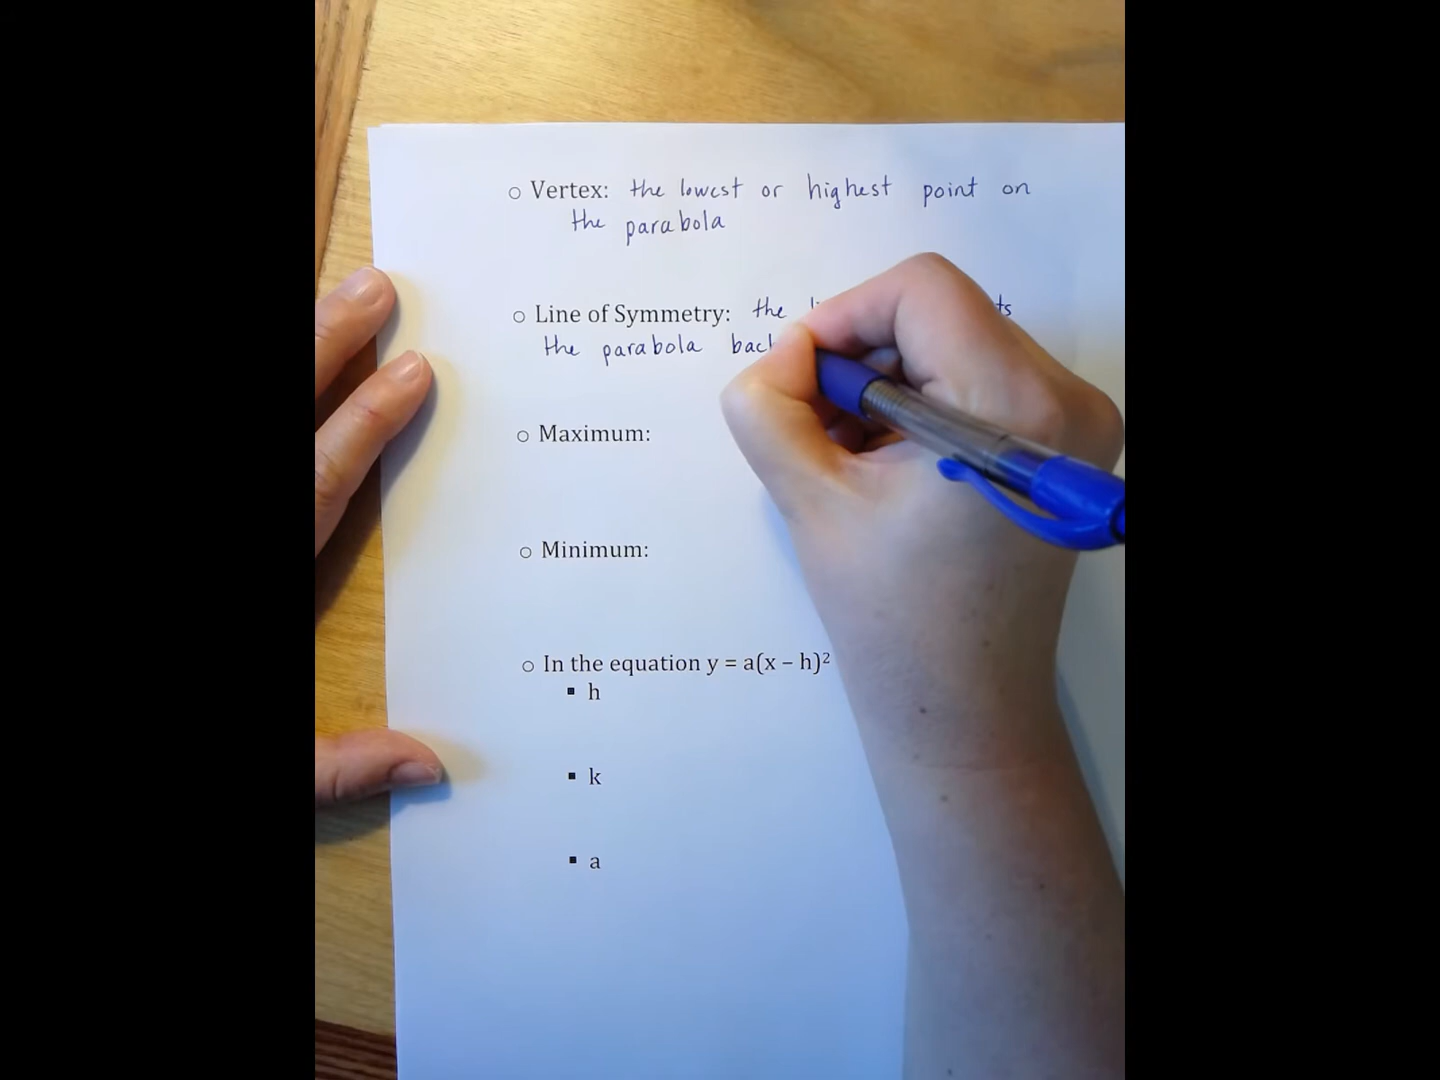 Vertex: the lowest or highest point on
the parabola
Line of Symmetry: the
the parabola
Maximum:
Minimum:
In the equation y = a(x – h)²
h
k
a